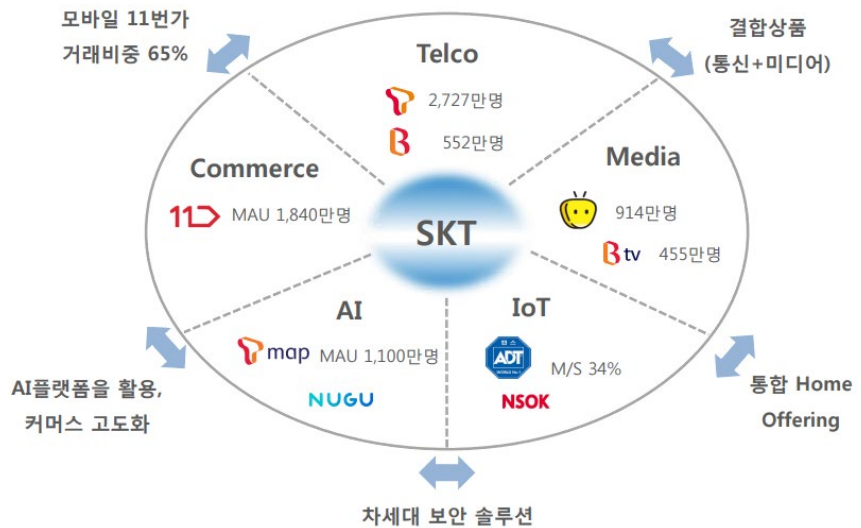 모바일 11번가
거래비중 65%
결합상품
(통신+미디어)
Telco
T 2,727만명
B 552만명
Commerce
11 MAU 1,840만명
Media
914만명
B tv 455만명
SKT
AI
T map MAU 1,100만명
NUGU
IoT
캡스
ADT
M/S 34%
NSOK
AI플랫폼을 활용,
커머스 고도화
통합 Home
Offering
차세대 보안 솔루션